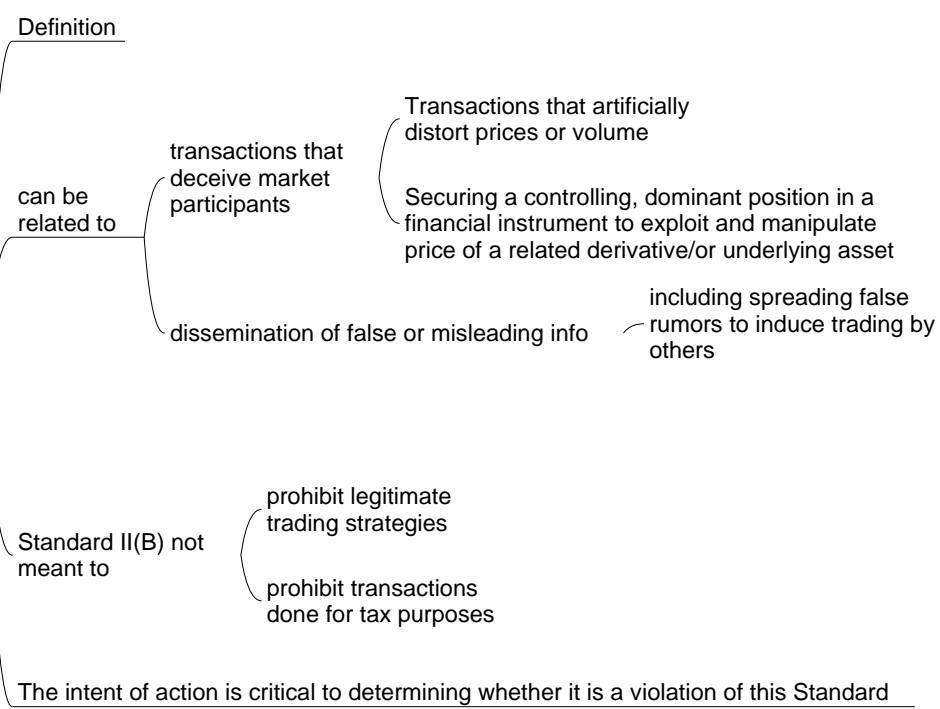 Definition
can be
related to
transactions that
deceive market
participants
Transactions that artificially
distort prices or volume
Securing a controlling, dominant position in a
financial instrument to exploit and manipulate
price of a related derivative/or underlying asset
dissemination of false or misleading info
including spreading false
rumors to induce trading by
others
Standard II(B) not
meant to
prohibit legitimate
trading strategies
prohibit transactions
done for tax purposes
The intent of action is critical to determining whether it is a violation of this Standard